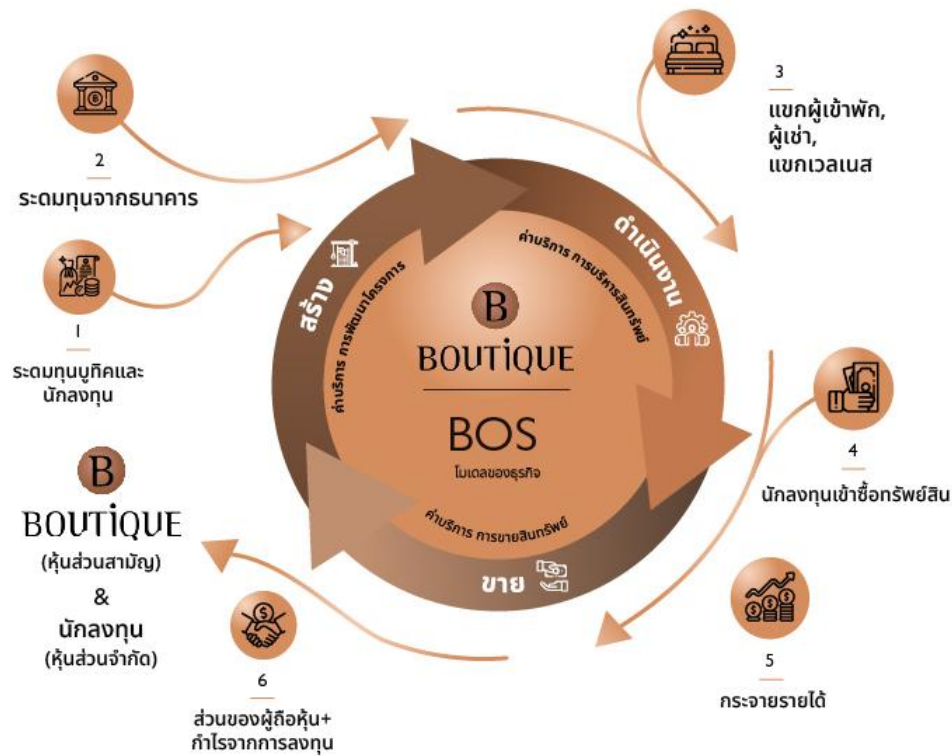 1
ระดมทุนบูทิคและ
นักลงทุน
2
ระดมทุนจากธนาคาร
3
แขกผู้เข้าพัก,
ผู้เช่า,
แขกเวลเนส
4
นักลงทุนเข้าซื้อทรัพย์สิน
5
กระจายรายได้
6
ส่วนของผู้ถือหุ้น+
กำไรจากการลงทุน
B
BOUTiQUE
(หุ้นส่วนสามัญ)
&
นักลงทุน
(หุ้นส่วนจำกัด)
สร้าง
ค่าบริการ การพัฒนาโครงการ
ดำเนินงาน
ค่าบริการ การบริหารสินทรัพย์
ขาย
ค่าบริการ การขายสินทรัพย์
B
BOUTiQUE
BOS
โมเดลของธุรกิจ